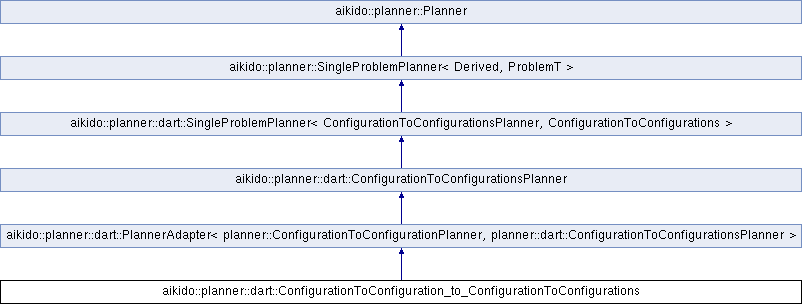 aikido::planner::Planner
aikido::planner::SingleProblemPlanner< Derived, ProblemT >
aikido::planner::dart::SingleProblemPlanner< ConfigurationToConfigurationsPlanner, ConfigurationToConfigurations >
aikido::planner::dart::ConfigurationToConfigurationsPlanner
aikido::planner::dart::PlannerAdapter< planner::ConfigurationToConfigurationPlanner, planner::dart::ConfigurationToConfigurationsPlanner >
aikido::planner::dart::ConfigurationToConfiguration_to_ConfigurationToConfigurations